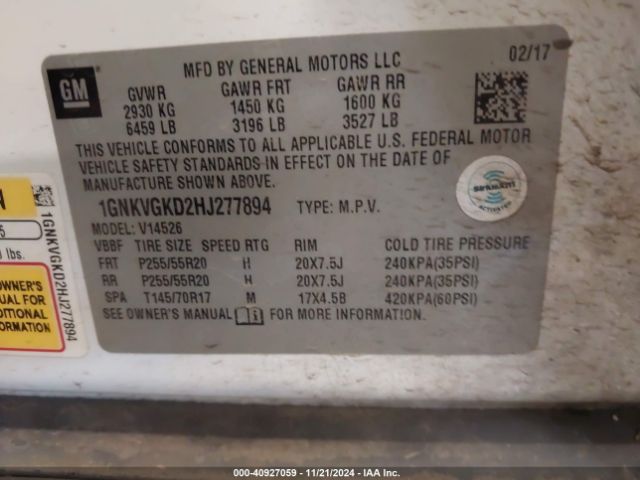 GM
MFD BY GENERAL MOTORS LLC
02/17
GVWR GAWR FRT GAWR RR
2930 KG 1450 KG 1600 KG
6459 LB 3196 LB 3527 LB
THIS VEHICLE CONFORMS TO ALL APPLICABLE U.S. FEDERAL MOTOR
VEHICLE SAFETY STANDARDS IN EFFECT ON THE DATE OF
MANUFACTURE SHOWN ABOVE.
1GNKVGKD2HJ277894 TYPE: M.P.V.
MODEL: V14526
VBBF TIRE SIZE SPEED RTG RIM COLD TIRE PRESSURE
FRT P255/55R20 H 20X7.5J 240KPA(35PSI)
RR P255/55R20 H 20X7.5J 240KPA(35PSI)
SPA T145/70R17 M 17X4.5B 420KPA(60PSI)
SEE OWNER'S MANUAL FOR MORE INFORMATION.
N
5
lbs.
OWNER'S
MANUAL FOR
DITIONAL
ORMATION
1GNKVGKD2HJ277894
000-40927059 - 11/21/2024 - IAA Inc.